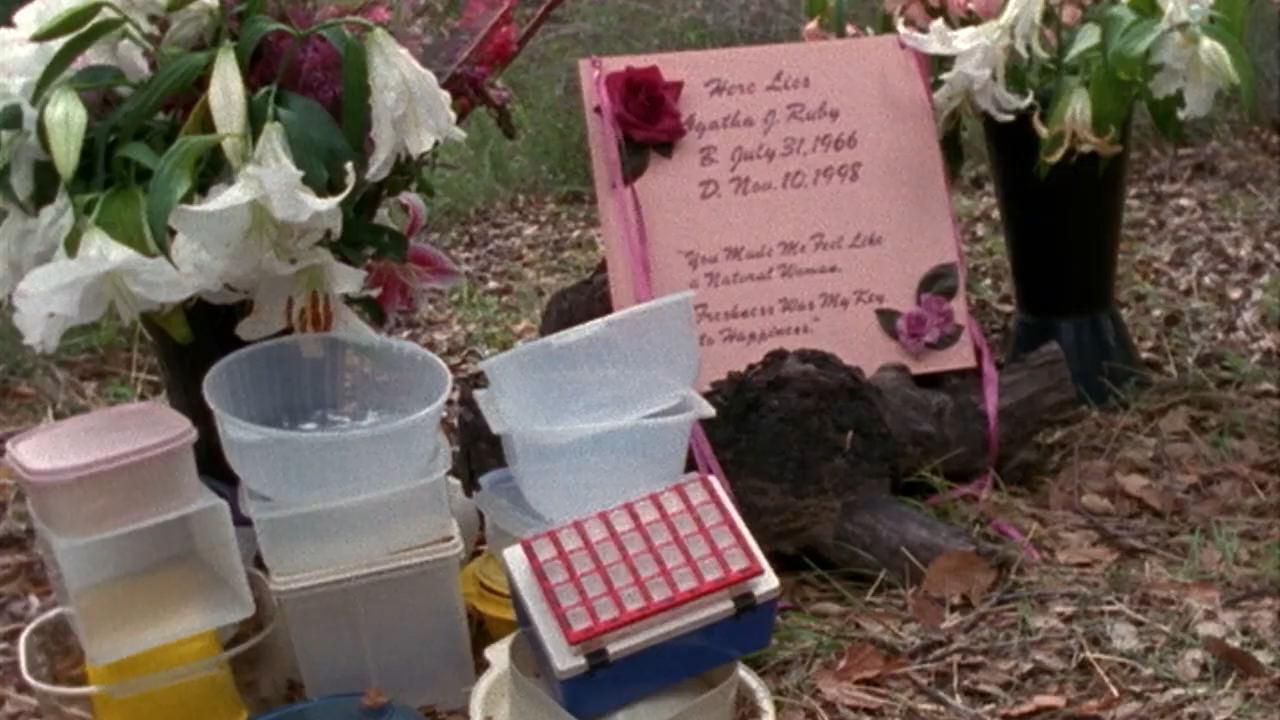 Here Lies
Agatha J. Ruby
B. July 31, 1966
D. Nov. 10, 1998
"You Made Me Feel Like
a Natural Woman.
Freshness Was My Key
to Happiness."